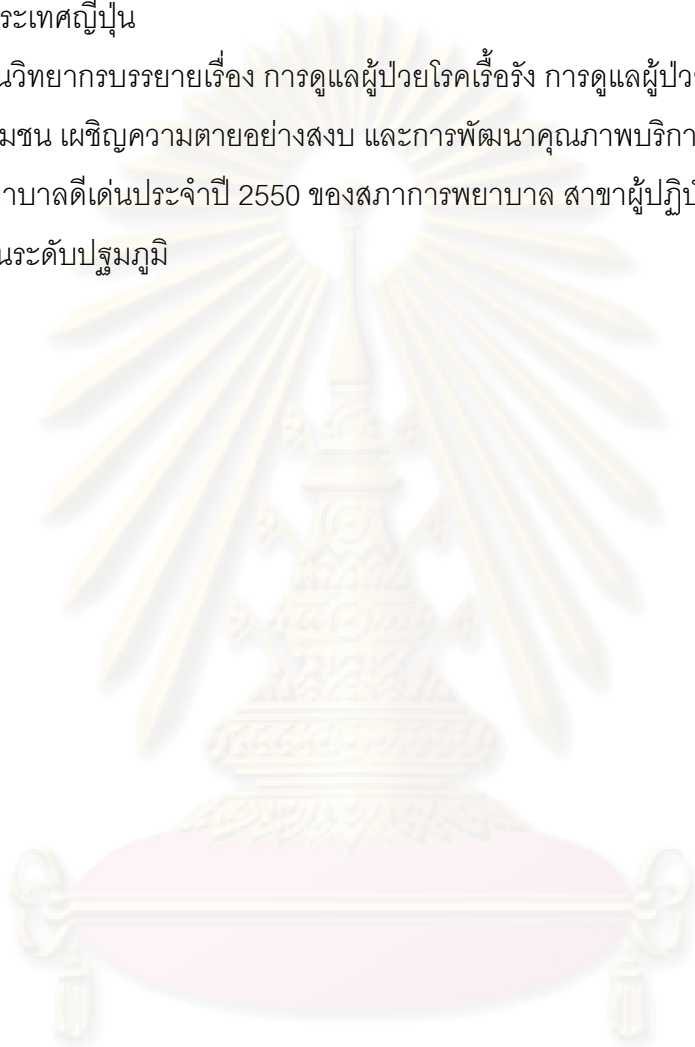 ระเทศญี่ปุ่น
นวิทยากรบรรยายเรื่อง การดูแลผู้ป่วยโรคเรื้อรัง การดูแลผู้ป่ว
มชน เผชิญความตายอย่างสงบ และการพัฒนาคุณภาพบริกา
าบาลดีเด่นประจำปี 2550 ของสภาการพยาบาล สาขาผู้ปฏิบั
นระดับปฐมภูมิ